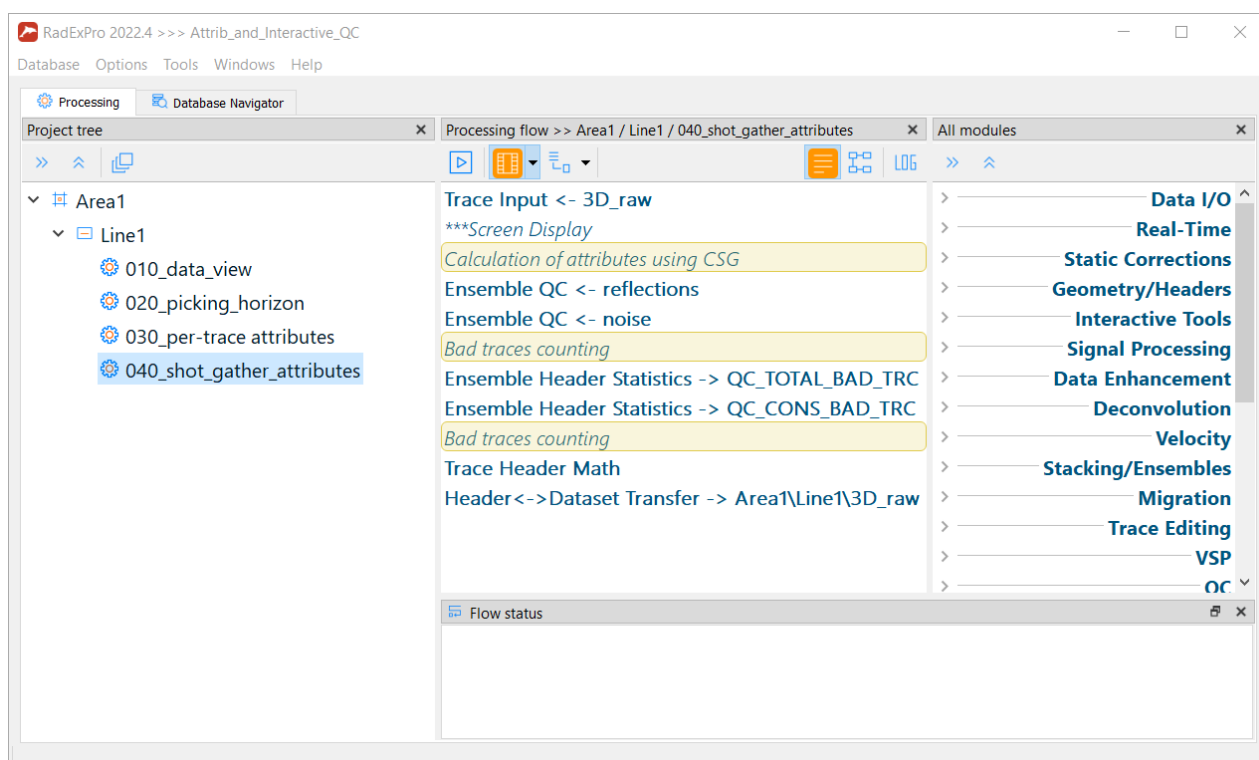 RadExPro 2022.4 >>> Attrib_and_Interactive_QC
Database Options Tools Windows Help
Processing Database Navigator
Project tree
Area1
Line1
010_data_view
020_picking_horizon
030_per-trace attributes
040_shot_gather_attributes
Processing flow >> Area1 / Line1 / 040_shot_gather_attributes
LOG
Trace Input <- 3D_raw
***Screen Display
Calculation of attributes using CSG
Ensemble QC <- reflections
Ensemble QC <- noise
Bad traces counting
Ensemble Header Statistics -> QC_TOTAL_BAD_TRC
Ensemble Header Statistics -> QC_CONS_BAD_TRC
Bad traces counting
Trace Header Math
Header<->Dataset Transfer -> Area1\Line1\3D_raw
All modules
Data I/O
Real-Time
Static Corrections
Geometry/Headers
Interactive Tools
Signal Processing
Data Enhancement
Deconvolution
Velocity
Stacking/Ensembles
Migration
Trace Editing
VSP
QC
Flow status